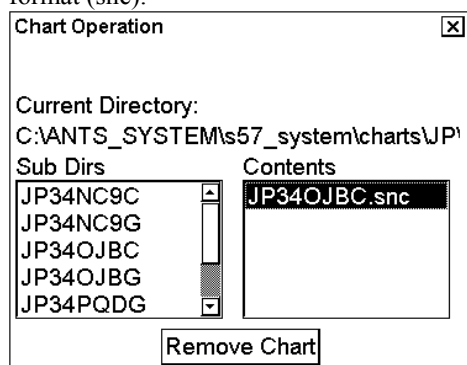 format (snc).
Chart Operation
Current Directory:
C:\ANTS_SYSTEM\s57_system\charts\JP\
Sub Dirs Contents
JP34NC9C JP34OJBC.snc
JP34NC9G
JP34OJBC
JP34OJBG
JP34PQDG
Remove Chart